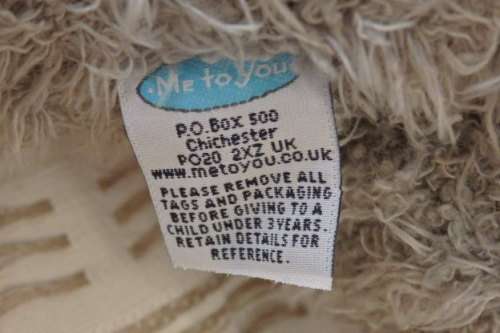 Me to You
P.O.Box 500
Chichester
PO20 2XZ UK
www.metoyou.co.uk
PLEASE REMOVE ALL
TAGS AND PACKAGING
BEFORE GIVING TO A
CHILD UNDER 3 YEARS.
RETAIN DETAILS FOR
REFERENCE.